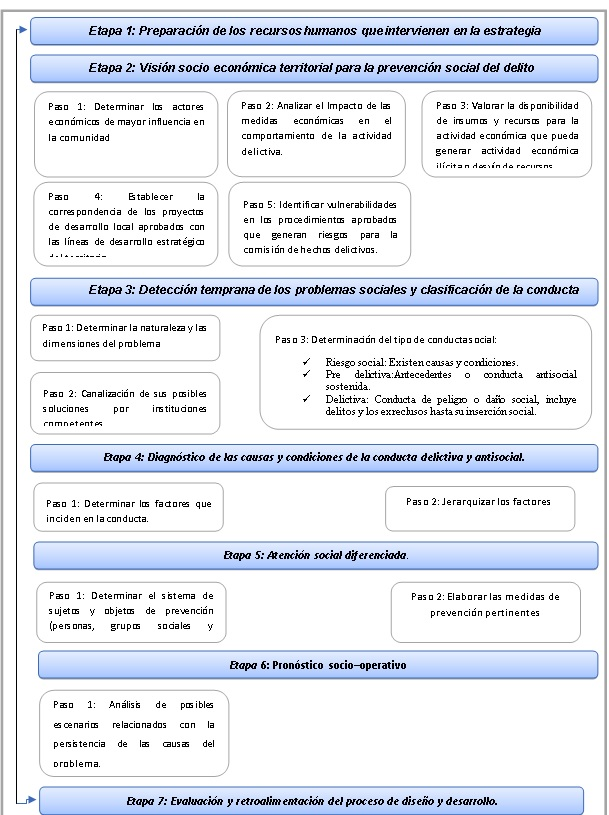 Etapa 1: Preparación de los recursos humanos que intervienen en la estrategia
Etapa 2: Visión socio económica territorial para la prevención social del delito
Paso 1: Determinar los actores
económicos de mayor influencia en
la comunidad
Paso 2: Analizar el Impacto de las
medidas económicas en el
comportamiento de la actividad
delictiva.
Paso 3: Valorar la disponibilidad
de insumos y recursos para la
actividad económica que pueda
generar actividad económica
ilícita o desvío de recursos
Paso 4: Establecer la
correspondencia de los proyectos
de desarrollo local aprobados con
las líneas de desarrollo estratégico
del territorio
Paso 5: Identificar vulnerabilidades
en los procedimientos aprobados
que generan riesgos para la
comisión de hechos delictivos.
Etapa 3: Detección temprana de los problemas sociales y clasificación de la conducta
Paso 1: Determinar la naturaleza y las
dimensiones del problema
Paso 2: Canalización de sus posibles
soluciones por instituciones
competentes
Paso 3: Determinación del tipo de conducta social:
✓ Riesgo social: Existen causas y condiciones.
✓ Pre delictiva:Antecedentes o conducta antisocial
sostenida.
✓ Delictiva: Conducta de peligro o daño social, incluye
delitos y los exreclusos hasta su inserción social.
Etapa 4: Diagnóstico de las causas y condiciones de la conducta delictiva y antisocial.
Paso 1: Determinar los factores que
inciden en la conducta.
Paso 2: Jerarquizar los factores
Etapa 5: Atención social diferenciada.
Paso 1: Determinar el sistema de
sujetos y objetos de prevención
(personas, grupos sociales y
Paso 2: Elaborar las medidas de
prevención pertinentes
Etapa 6: Pronóstico socio–operativo
Paso 1: Análisis de posibles
escenarios relacionados con la
persistencia de las causas del
problema.
Etapa 7: Evaluación y retroalimentación del proceso de diseño y desarrollo.